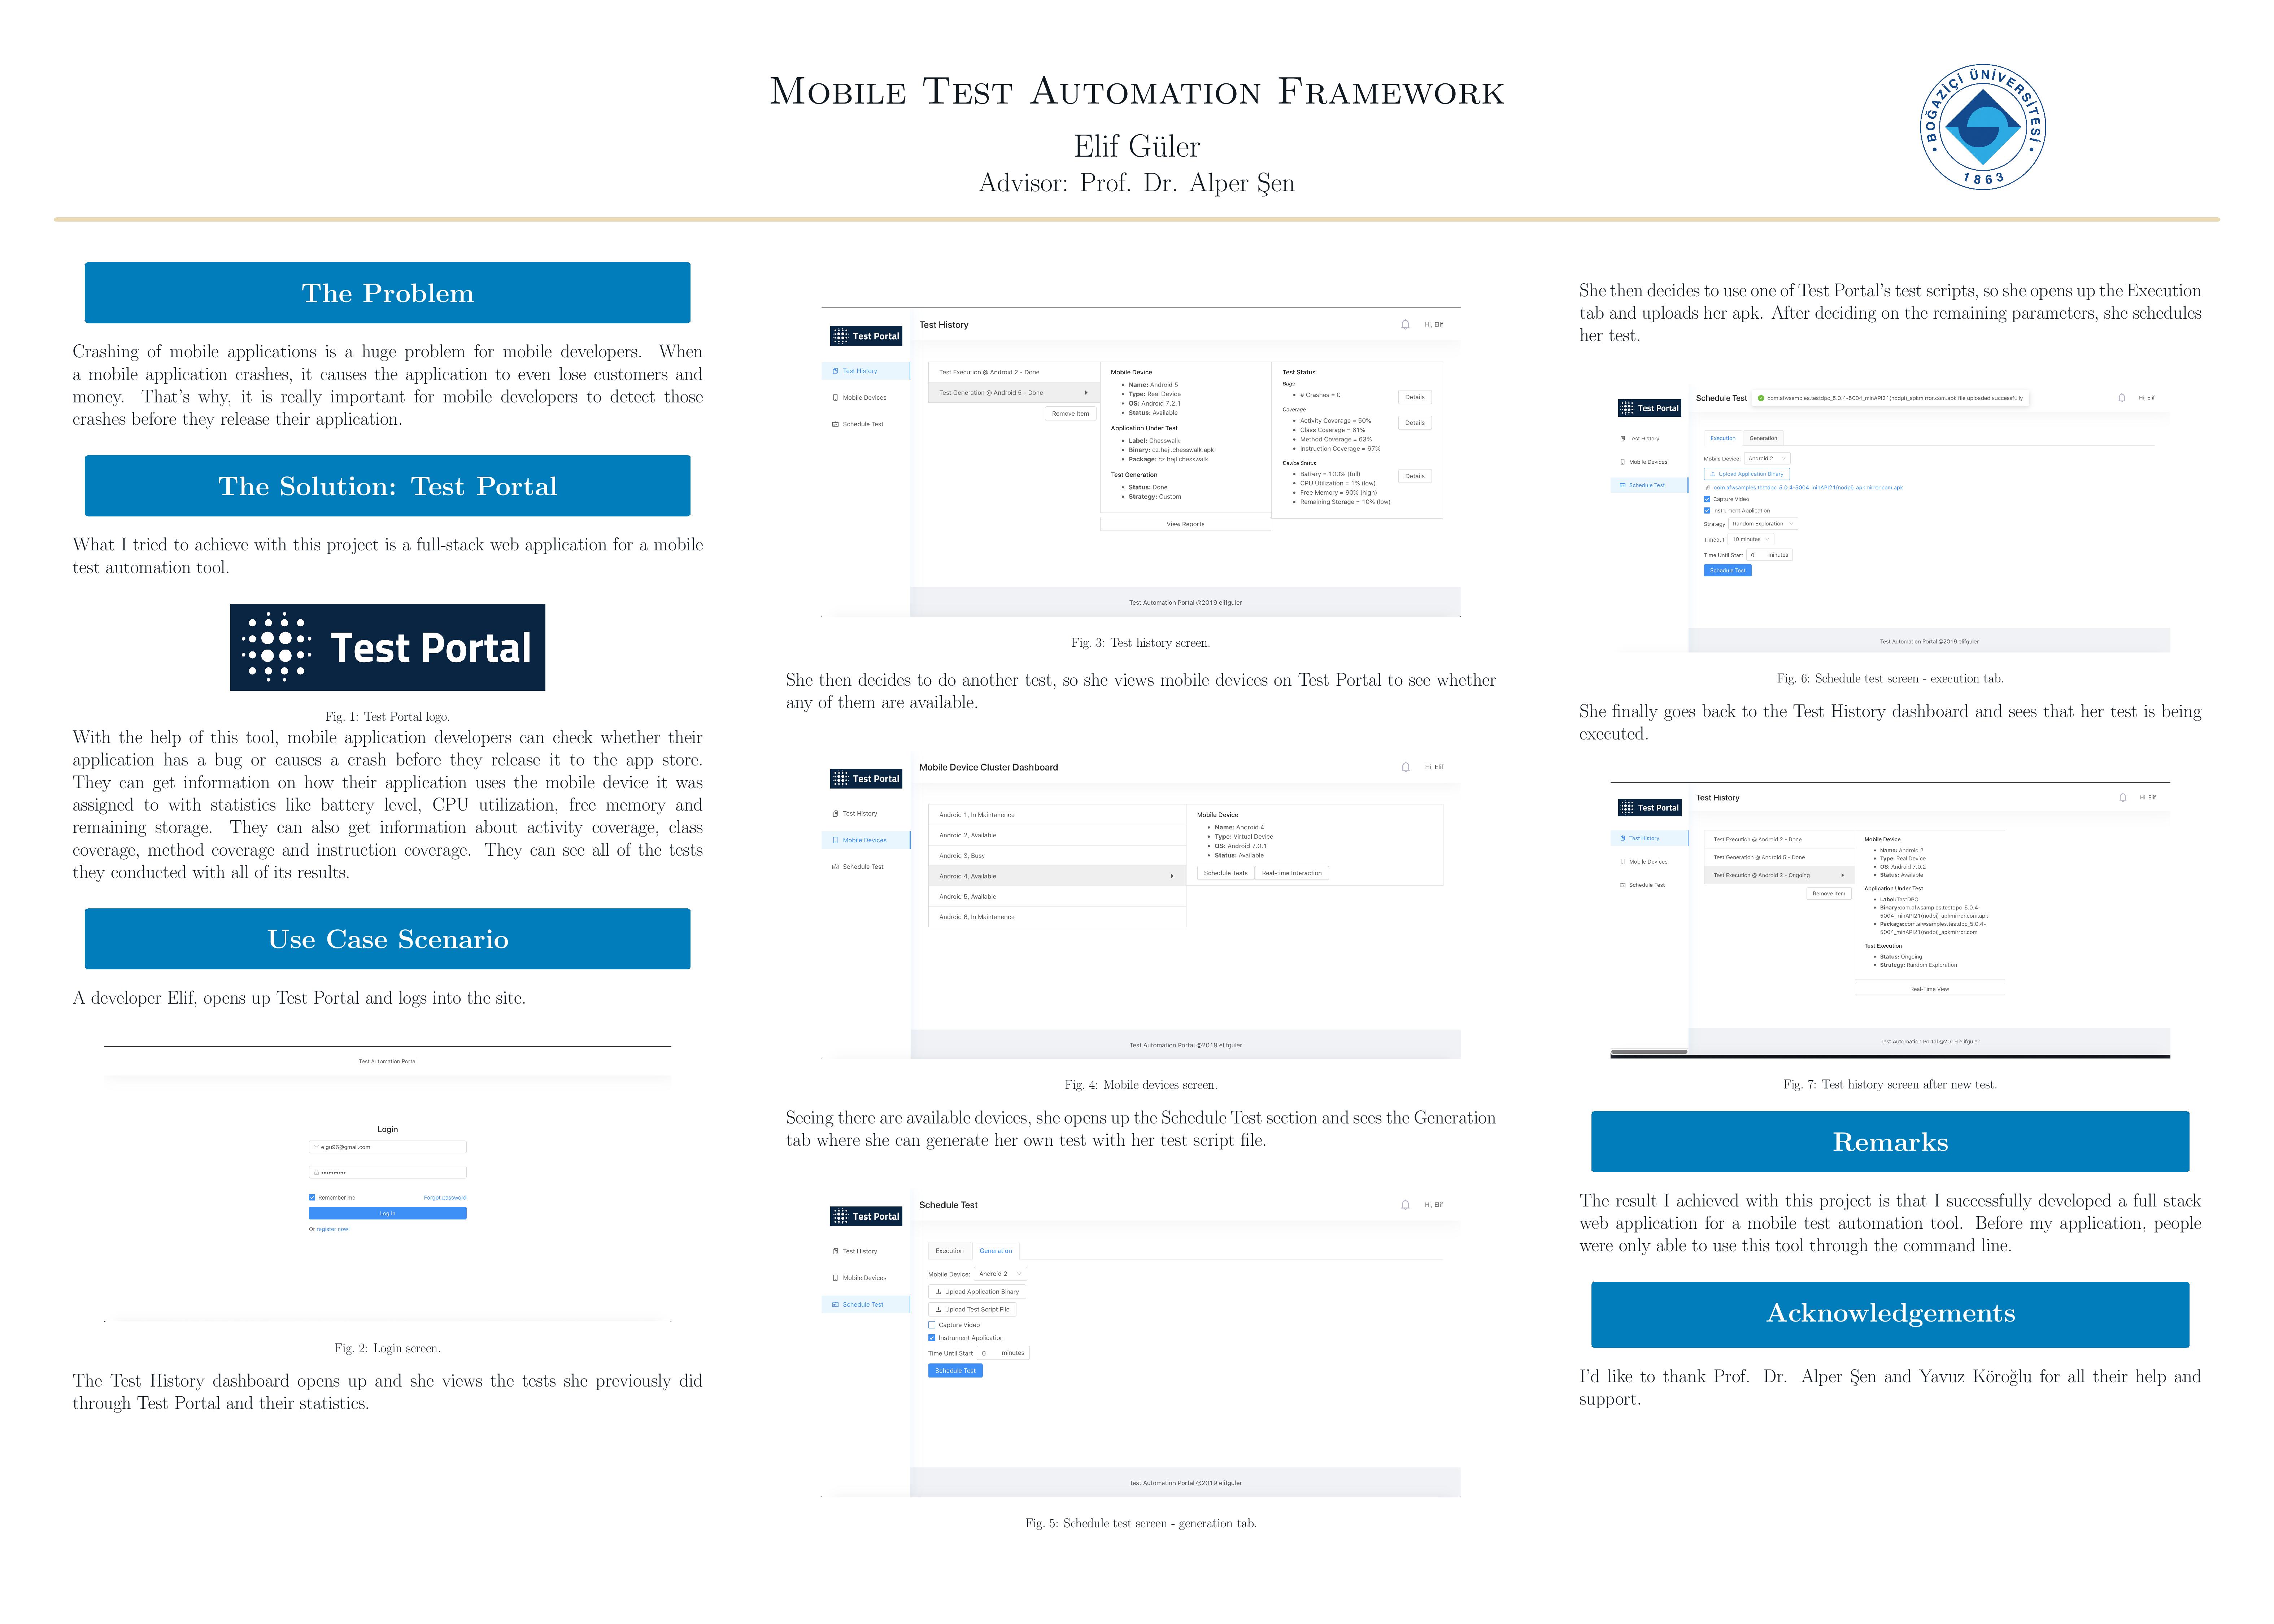 Mobile Test Automation Framework
Elif Güler
Advisor: Prof. Dr. Alper Şen
BOĞAZİÇİ ÜNİVERSİTESİ
1863
The Problem
Crashing of mobile applications is a huge problem for mobile developers. When
a mobile application crashes, it causes the application to even lose customers and
money. That's why, it is really important for mobile developers to detect those
crashes before they release their application.
The Solution: Test Portal
What I tried to achieve with this project is a full-stack web application for a mobile
test automation tool.
Test Portal
Fig. 1: Test Portal logo.
With the help of this tool, mobile application developers can check whether their
application has a bug or causes a crash before they release it to the app store.
They can get information on how their application uses the mobile device it was
assigned to with statistics like battery level, CPU utilization, free memory and
remaining storage. They can also get information about activity coverage, class
coverage, method coverage and instruction coverage. They can see all of the tests
they conducted with all of its results.
Use Case Scenario
A developer Elif, opens up Test Portal and logs into the site.
Test Automation Portal
Login
elgu96@gmail.com
Remember me
Forgot password
Log in
Or register now!
Fig. 2: Login screen.
The Test History dashboard opens up and she views the tests she previously did
through Test Portal and their statistics.
Test Portal
Test History
Hi, Elif
Test History
Mobile Devices
Schedule Test
Test Execution @ Android 2 - Done
Test Generation @ Android 5 - Done
Remove Item
Mobile Device
Name: Android 5
Type: Real Device
OS: Android 7.2.1
Status: Available
Application Under Test
Label: Chesswalk
Binary: cz.hejl.chesswalk.apk
Package: cz.hejl.chesswalk
Test Generation
Status: Done
Strategy: Custom
View Reports
Test Status
Bugs
# Crashes = 0
Details
Coverage
Activity Coverage = 50%
Class Coverage = 61%
Method Coverage = 63%
Instruction Coverage = 67%
Details
Device Status
Battery = 100% (full)
CPU Utilization = 1% (low)
Free Memory = 90% (high)
Remaining Storage = 10% (low)
Details
Test Automation Portal ©2019 elifguler
Fig. 3: Test history screen.
She then decides to do another test, so she views mobile devices on Test Portal to see whether
any of them are available.
Test Portal
Mobile Device Cluster Dashboard
Hi, Elif
Test History
Mobile Devices
Schedule Test
Android 1, In Maintanence
Android 2, Available
Android 3, Busy
Android 4, Available
Android 5, Available
Android 6, In Maintanence
Mobile Device
Name: Android 4
Type: Virtual Device
OS: Android 7.0.1
Status: Available
Schedule Tests
Real-time Interaction
Test Automation Portal ©2019 elifguler
Fig. 4: Mobile devices screen.
Seeing there are available devices, she opens up the Schedule Test section and sees the Generation
tab where she can generate her own test with her test script file.
Test Portal
Schedule Test
Hi, Elif
Test History
Mobile Devices
Schedule Test
Execution
Generation
Mobile Device: Android 2
Upload Application Binary
Upload Test Script File
Capture Video
Instrument Application
Time Until Start 0 minutes
Schedule Test
Test Automation Portal ©2019 elifguler
Fig. 5: Schedule test screen - generation tab.
She then decides to use one of Test Portal's test scripts, so she opens up the Execution
tab and uploads her apk. After deciding on the remaining parameters, she schedules
her test.
Test Portal
Schedule Test
com.afwsamples.testdpc_5.0.4-5004_minAPI21(nodpi)_apkmirror.com.apk file uploaded successfully
Hi, Elif
Test History
Mobile Devices
Schedule Test
Execution
Generation
Mobile Device: Android 2
Upload Application Binary
com.afwsamples.testdpc_5.0.4-5004_minAPI21(nodpi)_apkmirror.com.apk
Capture Video
Instrument Application
Strategy Random Exploration
Timeout 10 minutes
Time Until Start 0 minutes
Schedule Test
Test Automation Portal ©2019 elifguler
Fig. 6: Schedule test screen - execution tab.
She finally goes back to the Test History dashboard and sees that her test is being
executed.
Test Portal
Test History
Hi, Elif
Test History
Mobile Devices
Schedule Test
Test Execution @ Android 2 - Done
Test Generation @ Android 5 - Done
Test Execution @ Android 3 - Ongoing
Remove Item
Mobile Device
Name: Android 3
Type: Real Device
OS: Android 7.0.2
Status: Available
Application Under Test
Label:TestDPC
Binary:com.afwsamples.testdpc_5.0.4-
5004_minAPI21(nodpi)_apkmirror.com.apk
Package:com.afwsamples.testdpc_5.0.4-
5004_minAPI21(nodpi)_apkmirror.com
Test Execution
Status: Ongoing
Strategy: Random Exploration
Real-Time View
Test Automation Portal ©2019 elifguler
Fig. 7: Test history screen after new test.
Remarks
The result I achieved with this project is that I successfully developed a full stack
web application for a mobile test automation tool. Before my application, people
were only able to use this tool through the command line.
Acknowledgements
I'd like to thank Prof. Dr. Alper Şen and Yavuz Köroğlu for all their help and
support.